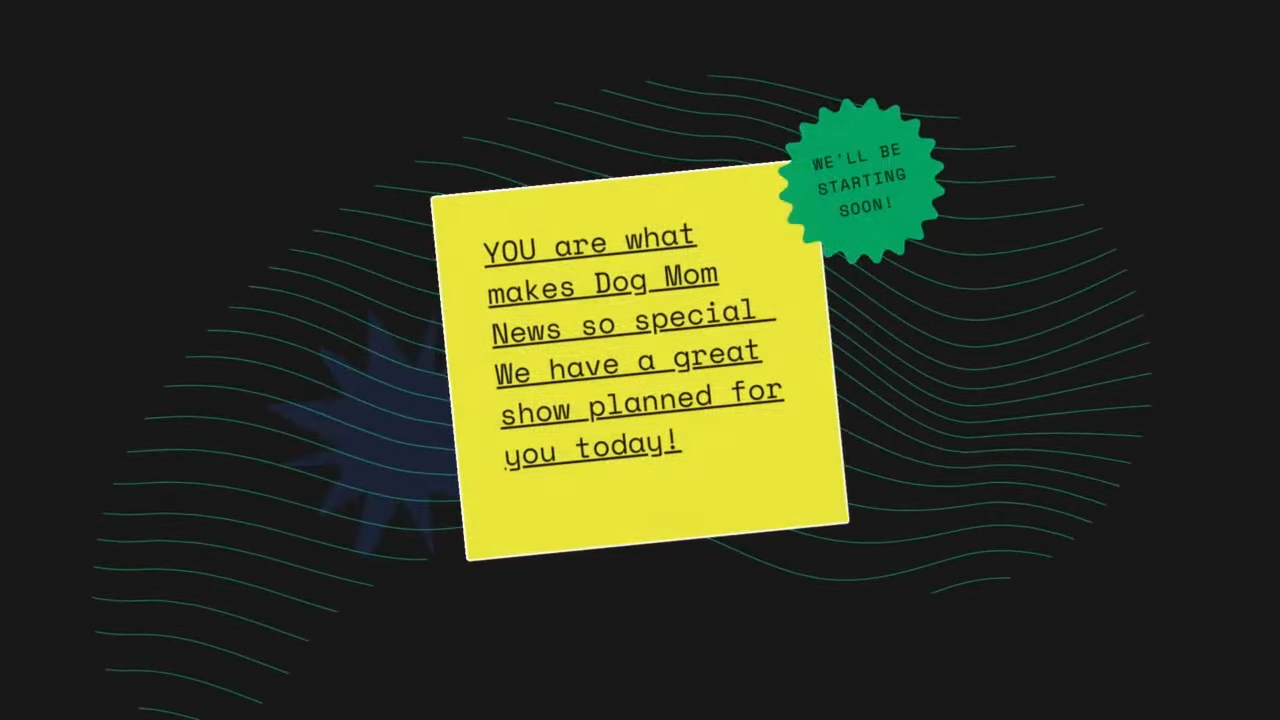 WE'LL BE
STARTING
SOON!
YOU are what
makes Dog Mom
News so special
We have a great
show planned for
you today!